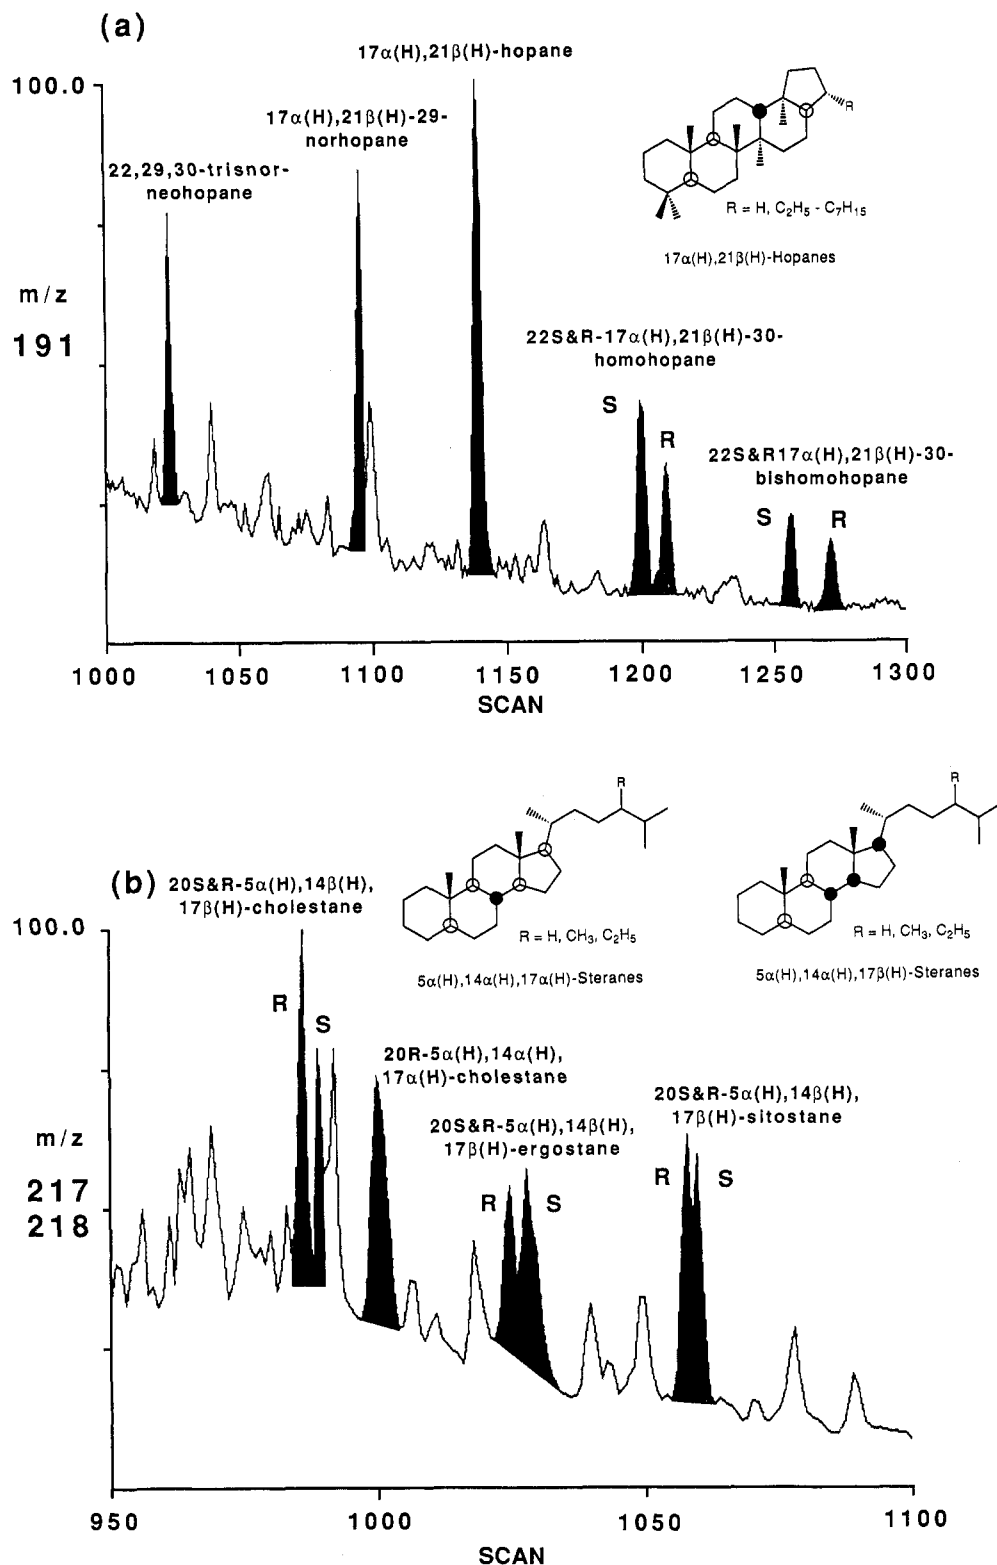 (a)
17α(H),21β(H)-hopane
100.0
17α(H),21β(H)-29-
norhopane
22,29,30-trisnor-
neohopane
R
R = H, C₂H₅ - C₇H₁₅
17α(H),21β(H)-Hopanes
m/z
191
22S&R-17α(H),21β(H)-30-
homohopane
S
R
22S&R17α(H),21β(H)-30-
bishomohopane
S
R
1000
1050
1100
1150
1200
1250
1300
SCAN
R
R
(b)
20S&R-5α(H),14β(H),
17β(H)-cholestane
100.0
R = H, CH₃, C₂H₅
5α(H),14α(H),17α(H)-Steranes
R = H, CH₃, C₂H₅
5α(H),14α(H),17β(H)-Steranes
R
S
20R-5α(H),14α(H),
17α(H)-cholestane
20S&R-5α(H),14β(H),
17β(H)-ergostane
20S&R-5α(H),14β(H),
17β(H)-sitostane
m/z
217
218
R
S
R
S
950
1000
1050
1100
SCAN